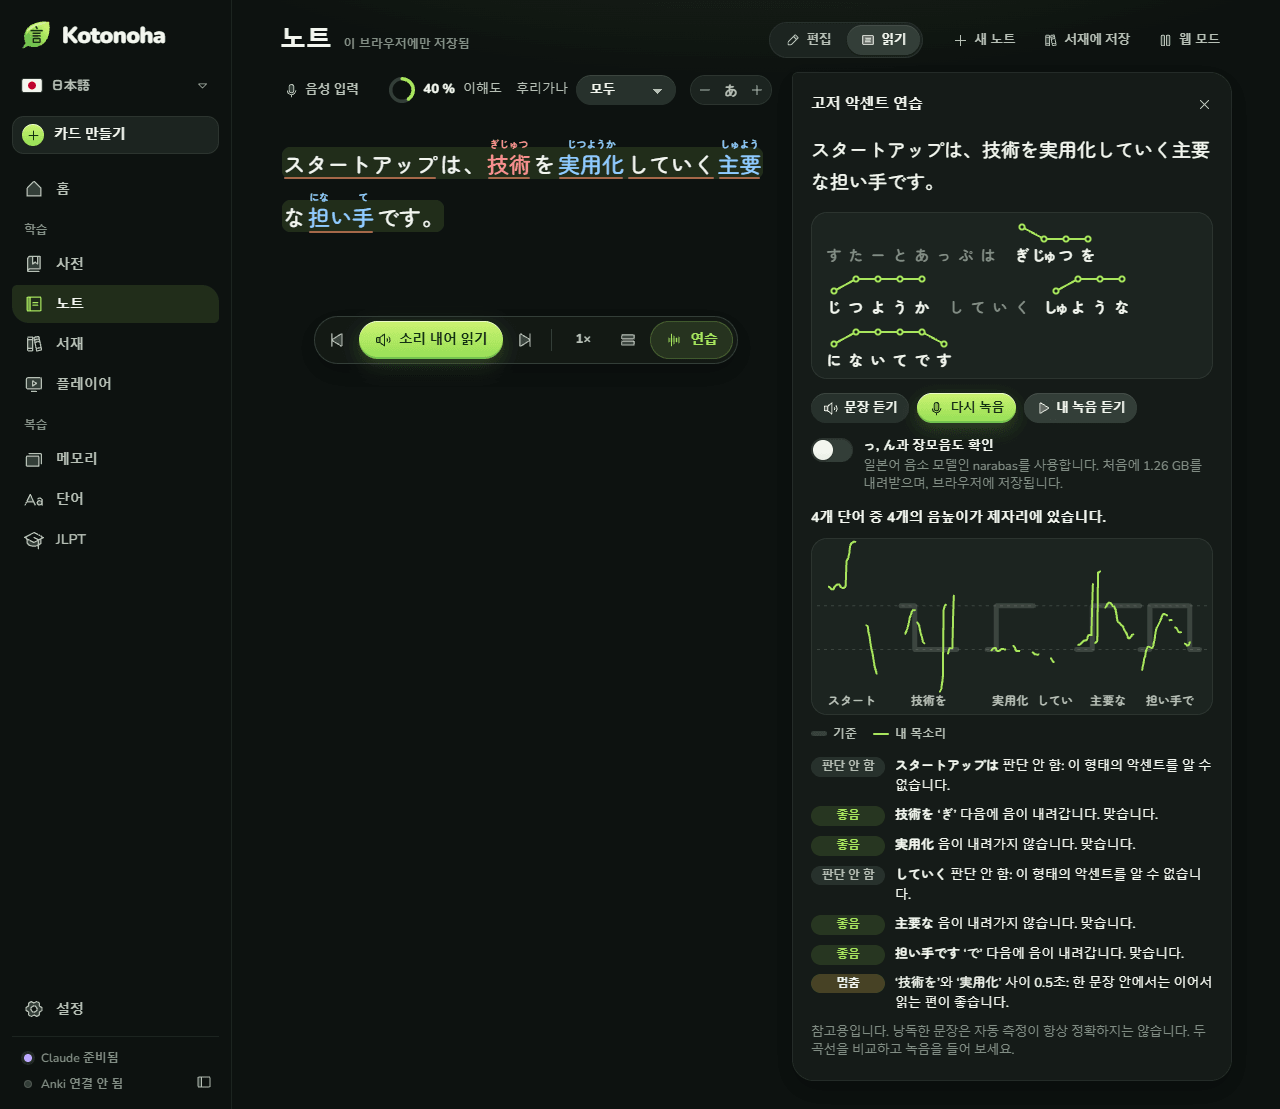 言 Kotonoha
日本語
카드 만들기
홈
학습
사전
노트
서재
플레이어
복습
메모리
Aa 단어
JLPT
설정
Claude 준비됨
Anki 연결 안 됨
노트 이 브라우저에만 저장됨
편집 읽기 새 노트 서재에 저장 웹 모드
음성 입력 40 % 이해도 후리가나 모두 − あ +
ぎじゅつ じつようか しゅよう
スタートアップは、技術を実用化していく主要
にな て
な担い手です。
소리 내어 읽기 1× 연습
고저 악센트 연습
スタートアップは、技術を実用化していく主要
な担い手です。
すたーとあっぷは ぎじゅつを
じつようか していく しゅような
にないてです
문장 듣기 다시 녹음 내 녹음 듣기
っ, ん과 장모음도 확인
일본어 음소 모델인 narabas를 사용합니다. 처음에 1.26 GB를
내려받으며, 브라우저에 저장됩니다.
4개 단어 중 4개의 음높이가 제자리에 있습니다.
スタート 技術を 実用化 してい 主要な 担い手で
기준 내 목소리
판단 안 함 スタートアップは 판단 안 함: 이 형태의 악센트를 알 수
없습니다.
좋음 技術を ‘ぎ’ 다음에 음이 내려갑니다. 맞습니다.
좋음 実用化 음이 내려가지 않습니다. 맞습니다.
판단 안 함 していく 판단 안 함: 이 형태의 악센트를 알 수 없습니
다.
좋음 主要な 음이 내려가지 않습니다. 맞습니다.
좋음 担い手です ‘で’ 다음에 음이 내려갑니다. 맞습니다.
멈춤 ‘技術を’와 ‘実用化’ 사이 0.5초: 한 문장 안에서는 이어서
읽는 편이 좋습니다.
참고용입니다. 낭독한 문장은 자동 측정이 항상 정확하지는 않습니다. 두
곡선을 비교하고 녹음을 들어 보세요.